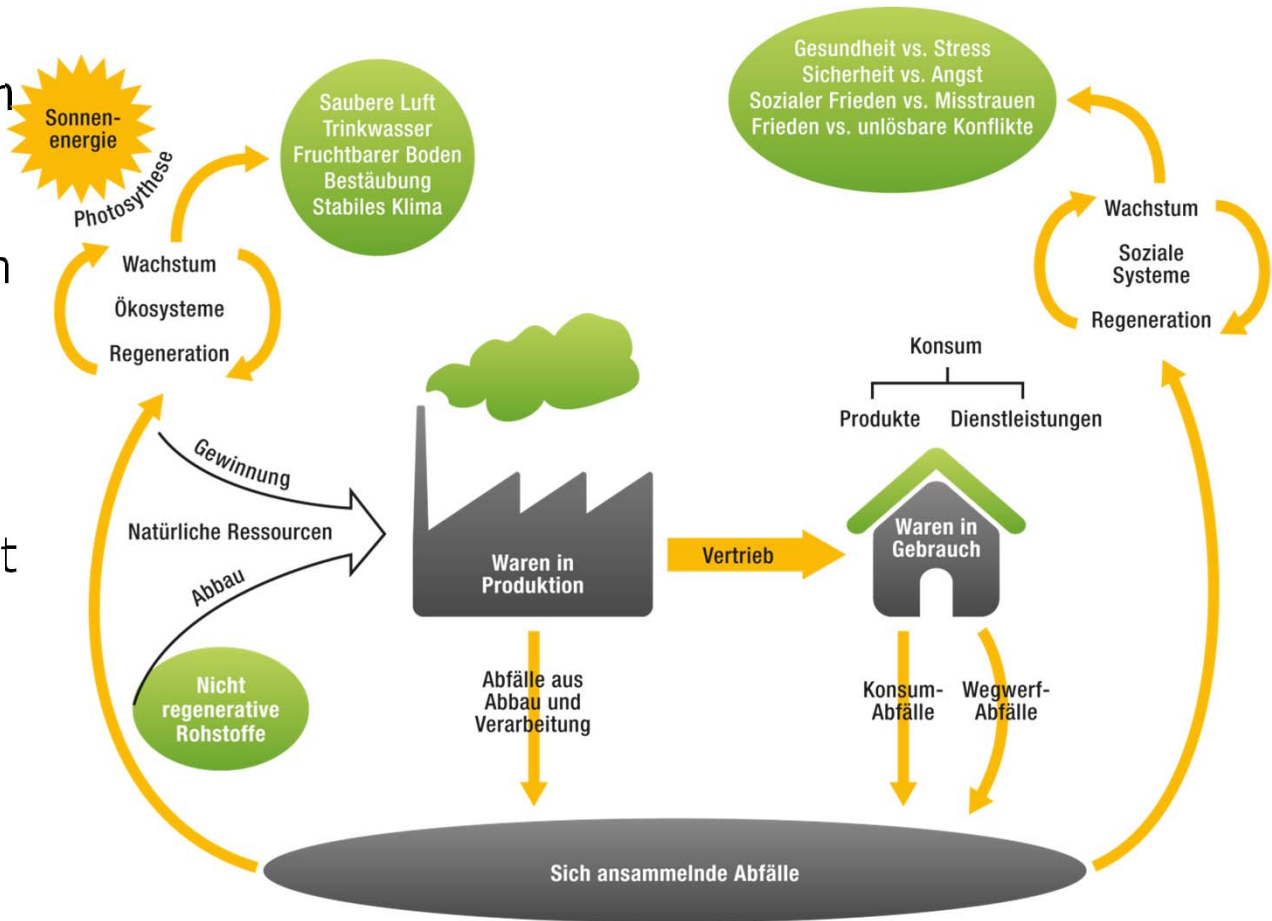 Sonnen-
energie
Photosythese
Saubere Luft
Trinkwasser
Fruchtbarer Boden
Bestäubung
Stabiles Klima
Wachstum
Ökosysteme
Regeneration
Gesundheit vs. Stress
Sicherheit vs. Angst
Sozialer Frieden vs. Misstrauen
Frieden vs. unlösbare Konflikte
Wachstum
Soziale
Systeme
Regeneration
Konsum
Produkte
Dienstleistungen
Gewinnung
Natürliche Ressourcen
Abbau
Nicht
regenerative
Rohstoffe
Waren in
Produktion
Vertrieb
Waren in
Gebrauch
Abfälle aus
Abbau und
Verarbeitung
Konsum-
Abfälle
Wegwerf-
Abfälle
Sich ansammelnde Abfälle